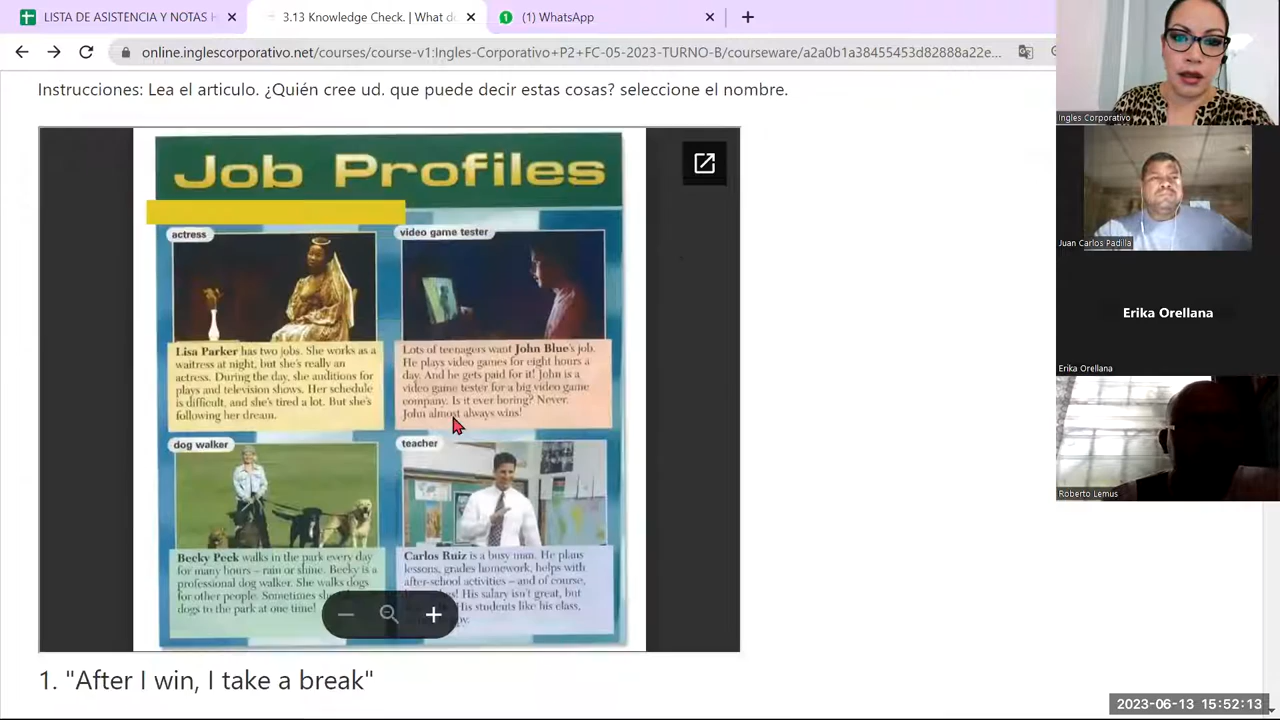 LISTA DE ASISTENCIA Y NOTAS
3.13 Knowledge Check. | What d
(1) WhatsApp
online.inglescorporativo.net/courses/course-v1:Ingles-Corporativo+P2+FC-05-2023-TURNO-B/courseware/a2a0b1a38455453d8288fa22e...
Instrucciones: Lea el articulo. ¿Quién cree ud. que puede decir estas cosas? seleccione el nombre.
Job Profiles
actress
Lisa Parker has two jobs. She works as a
waitress at night, but she's really an
actress. During the day, she auditions for
plays and television shows. Her schedule
is difficult, and she's tired a lot. But she's
following her dream.
video game tester
Lots of teenagers want John Blue's job.
He plays video games for eight hours a
day. And he gets paid for it! John is a
video game tester for a big video game
company. Is it ever boring? Never.
John almost always wins!
dog walker
Becky Peck walks in the park every day
for many hours – rain or shine. Becky is a
professional dog walker. She walks dogs
for other people. Sometimes
dogs to the park at one time!
teacher
Carlos Ruiz is a busy man. He plans
lessons, grades homework, helps with
after-school activities – and of course,
His salary isn't great, but
His students like his class,
1. "After I win, I take a break"
Ingles Corporativo
Juan Carlos Padilla
Erika Orellana
Erika Orellana
Roberto Lemus
2023-06-13 15:52:13